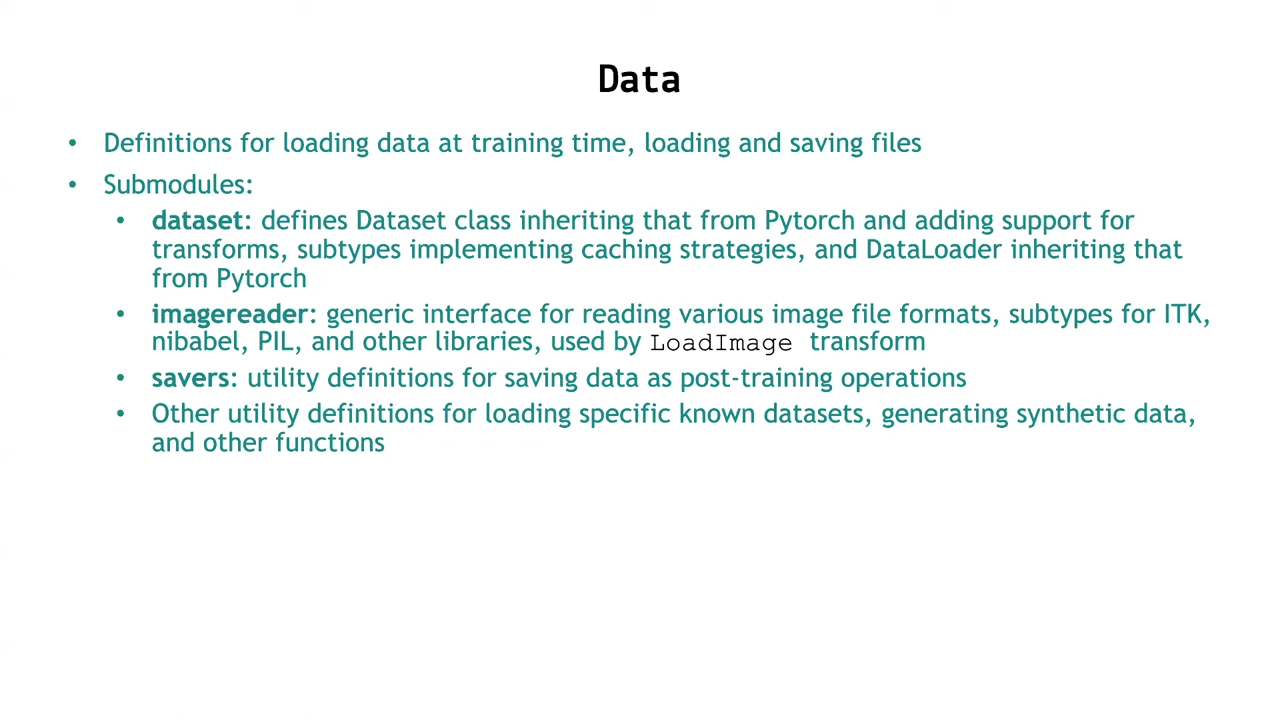 Data
• Definitions for loading data at training time, loading and saving files
• Submodules:
• dataset: defines Dataset class inheriting that from Pytorch and adding support for
transforms, subtypes implementing caching strategies, and DataLoader inheriting that
from Pytorch
• imagereader: generic interface for reading various image file formats, subtypes for ITK,
nibabel, PIL, and other libraries, used by LoadImage transform
• savers: utility definitions for saving data as post-training operations
• Other utility definitions for loading specific known datasets, generating synthetic data,
and other functions